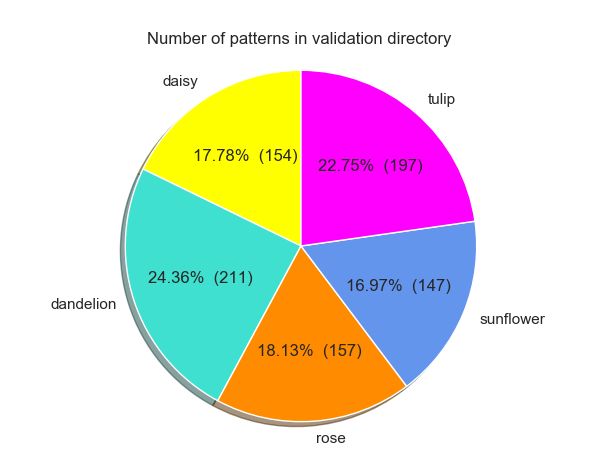 Number of patterns in validation directory
daisy
tulip
17.78% (154)
22.75% (197)
24.36% (211)
16.97% (147)
dandelion
sunflower
18.13% (157)
rose